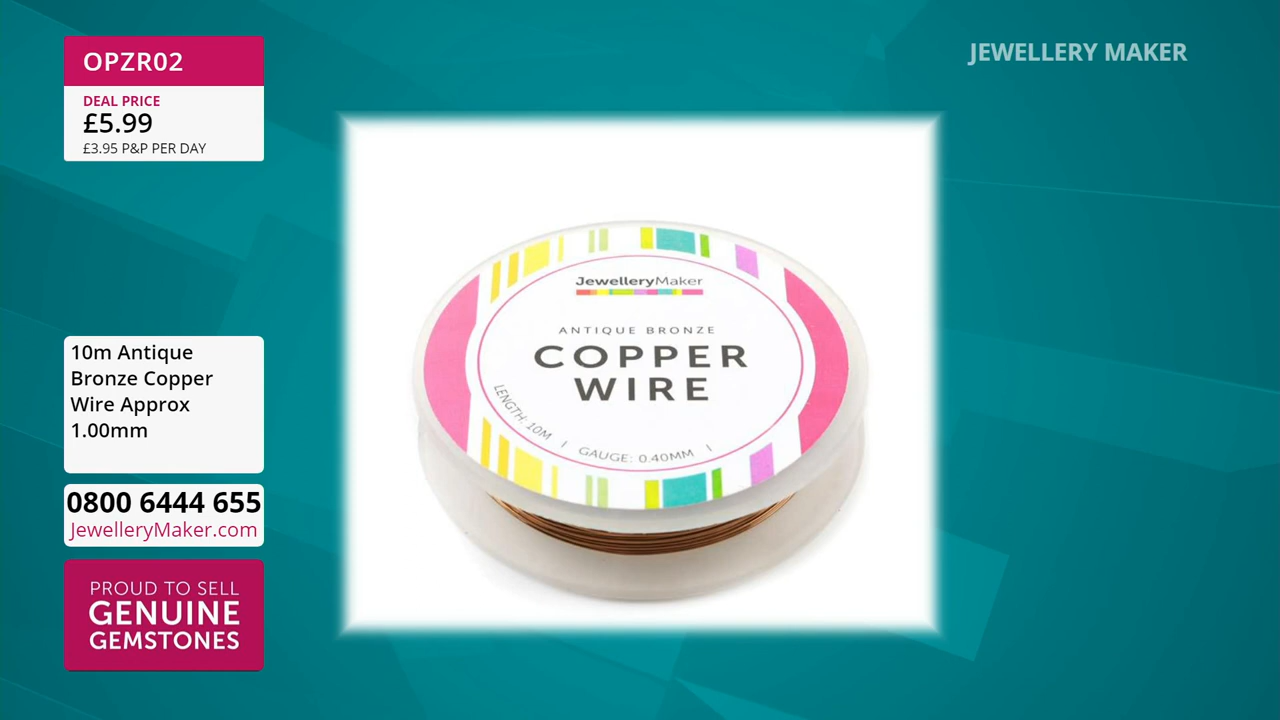 OPZR02
DEAL PRICE
£5.99
£3.95 P&P PER DAY
JEWELLERY MAKER
JewelleryMaker
ANTIQUE BRONZE
COPPER
WIRE
LENGTH: 10M | GAUGE: 0.40MM |
10m Antique
Bronze Copper
Wire Approx
1.00mm
0800 6444 655
JewelleryMaker.com
PROUD TO SELL
GENUINE
GEMSTONES